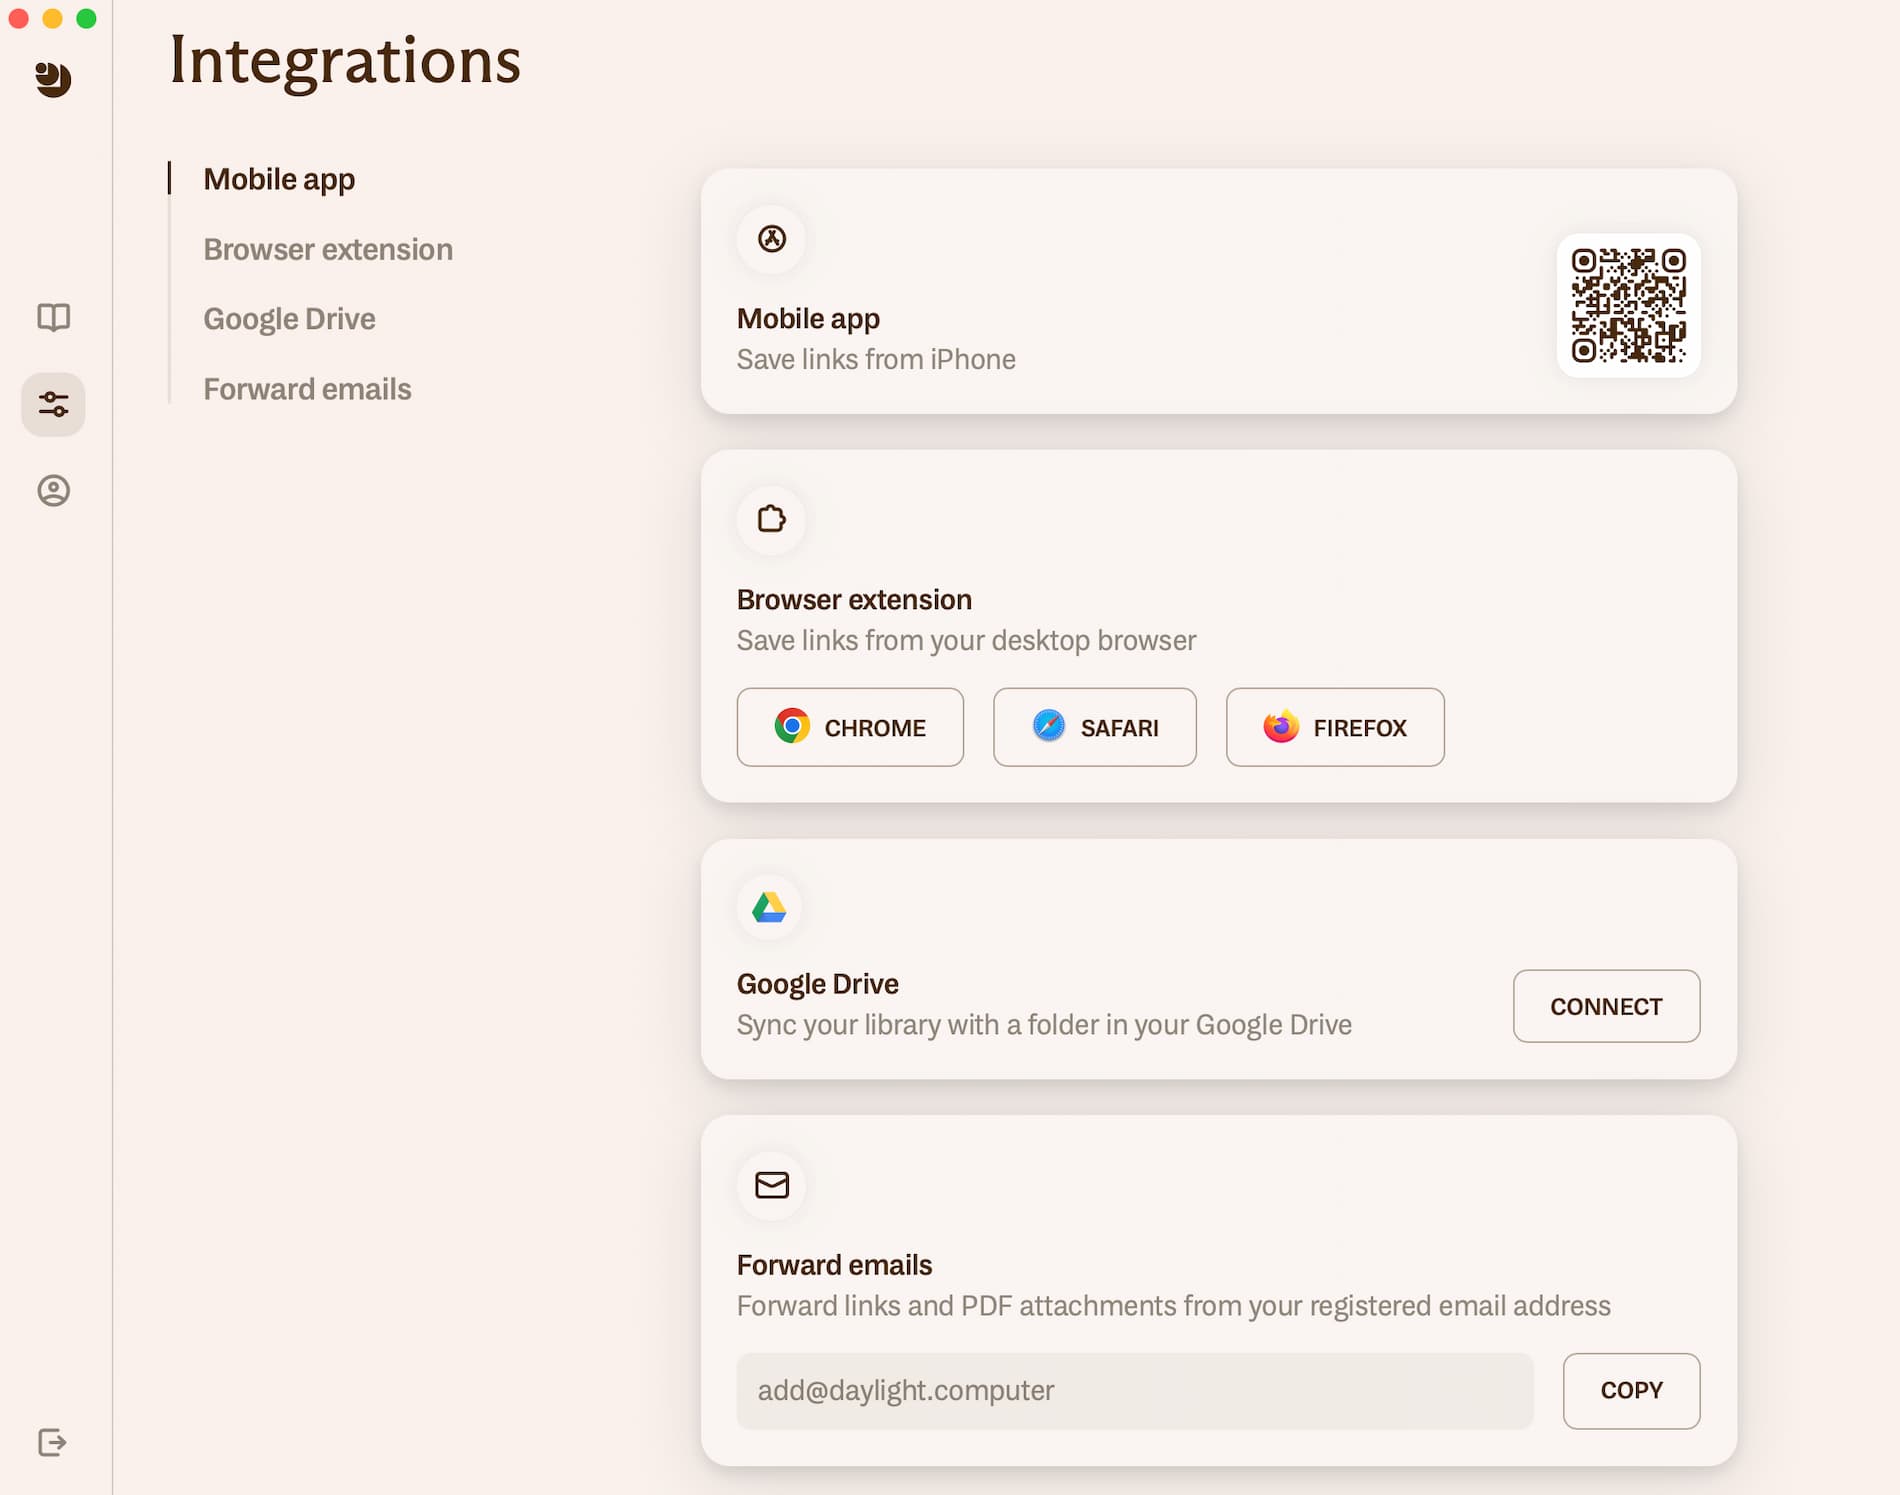 Integrations
Mobile app
Browser extension
Google Drive
Forward emails
Mobile app
Save links from iPhone
Browser extension
Save links from your desktop browser
CHROME
SAFARI
FIREFOX
Google Drive
Sync your library with a folder in your Google Drive
CONNECT
Forward emails
Forward links and PDF attachments from your registered email address
add@daylight.computer
COPY